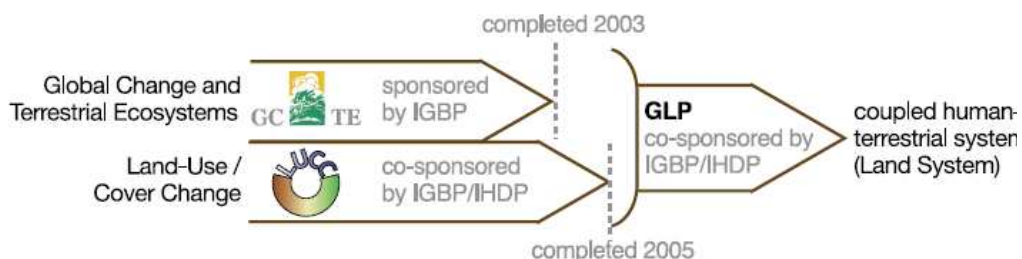 completed 2003
Global Change and
Terrestrial Ecosystems
GC TE
sponsored
by IGBP
Land-Use /
Cover Change
LUCC
co-sponsored
by IGBP/IHDP
completed 2005
GLP
co-sponsored by
IGBP/IHDP
coupled human-
terrestrial system
(Land System)